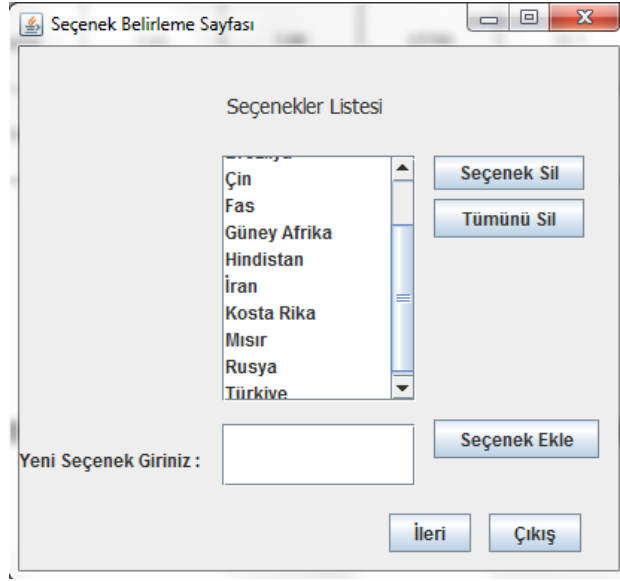 Seçenek Belirleme Sayfası
Seçenekler Listesi
Çin
Fas
Güney Afrika
Hindistan
İran
Kosta Rika
Mısır
Rusya
Türkiye
Seçenek Sil
Tümünü Sil
Yeni Seçenek Giriniz :
Seçenek Ekle
İleri
Çıkış